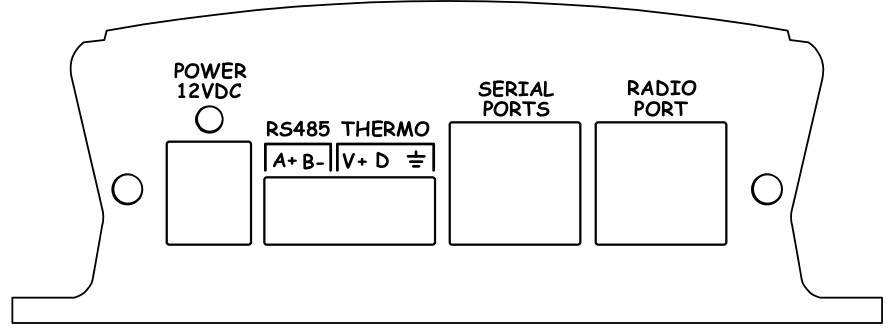 POWER
12VDC
RS485 THERMO
A+ B- V+ D ⏚
SERIAL
PORTS
RADIO
PORT